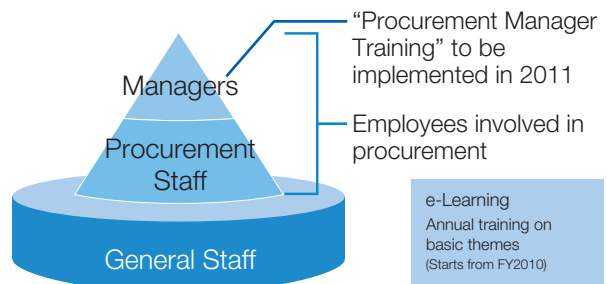 “Procurement Manager
Training” to be
implemented in 2011
Managers
Employees involved in
procurement
Procurement
Staff
e-Learning
Annual training on
basic themes
(Starts from FY2010)
General Staff